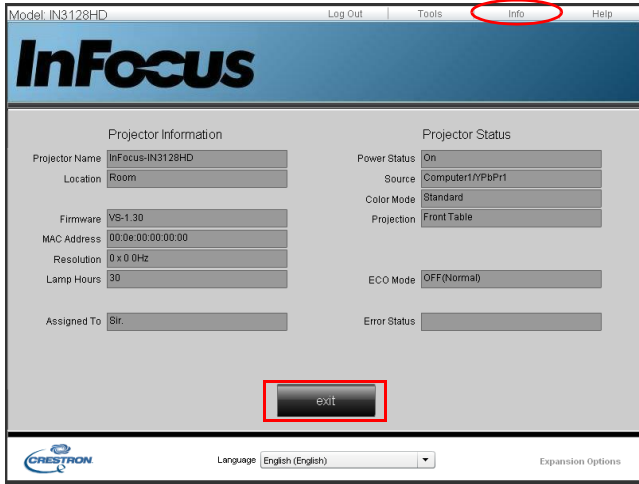 Model: IN3128HD Log Out Tools Info Help
InFocus
Projector Information Projector Status
Projector Name InFocus-IN3128HD Power Status On
Location Room Source Computer1/YPbPr1
Color Mode Standard
Firmware VS-1.30 Projection Front Table
MAC Address 00:0e:00:00:00:00
Resolution 0 x 0 0Hz
Lamp Hours 30 ECO Mode OFF(Normal)
Assigned To Sir. Error Status
exit
CRESTRON Language English (English) Expansion Options